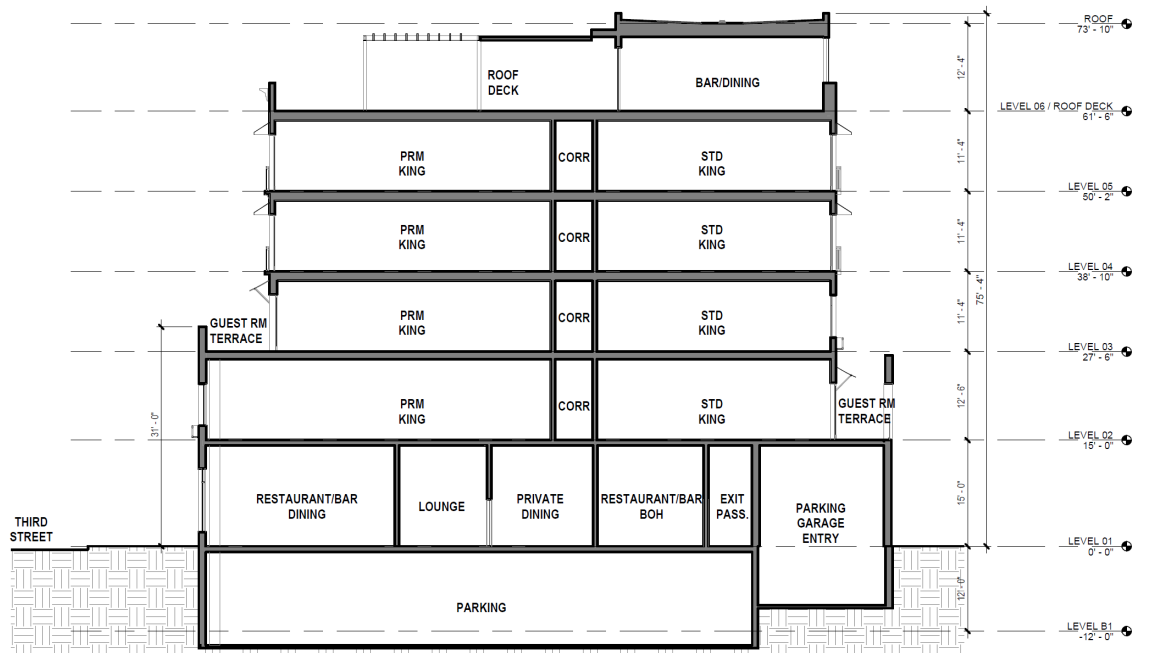 ROOF
73' - 10"
12' - 4"
ROOF
DECK
BAR/DINING
LEVEL 06 / ROOF DECK
61' - 6"
PRM
KING
CORR
STD
KING
11' - 4"
LEVEL 05
50' - 2"
PRM
KING
CORR
STD
KING
11' - 4"
LEVEL 04
38' - 10"
75' - 4"
GUEST RM
TERRACE
PRM
KING
CORR
STD
KING
11' - 4"
LEVEL 03
27' - 6"
31' - 0"
PRM
KING
CORR
STD
KING
GUEST RM
TERRACE
12' - 6"
LEVEL 02
15' - 0"
RESTAURANT/BAR
DINING
LOUNGE
PRIVATE
DINING
RESTAURANT/BAR
BOH
EXIT
PASS.
PARKING
GARAGE
ENTRY
15' - 0"
THIRD
STREET
LEVEL 01
0' - 0"
PARKING
12' - 0"
LEVEL B1
-12' - 0"